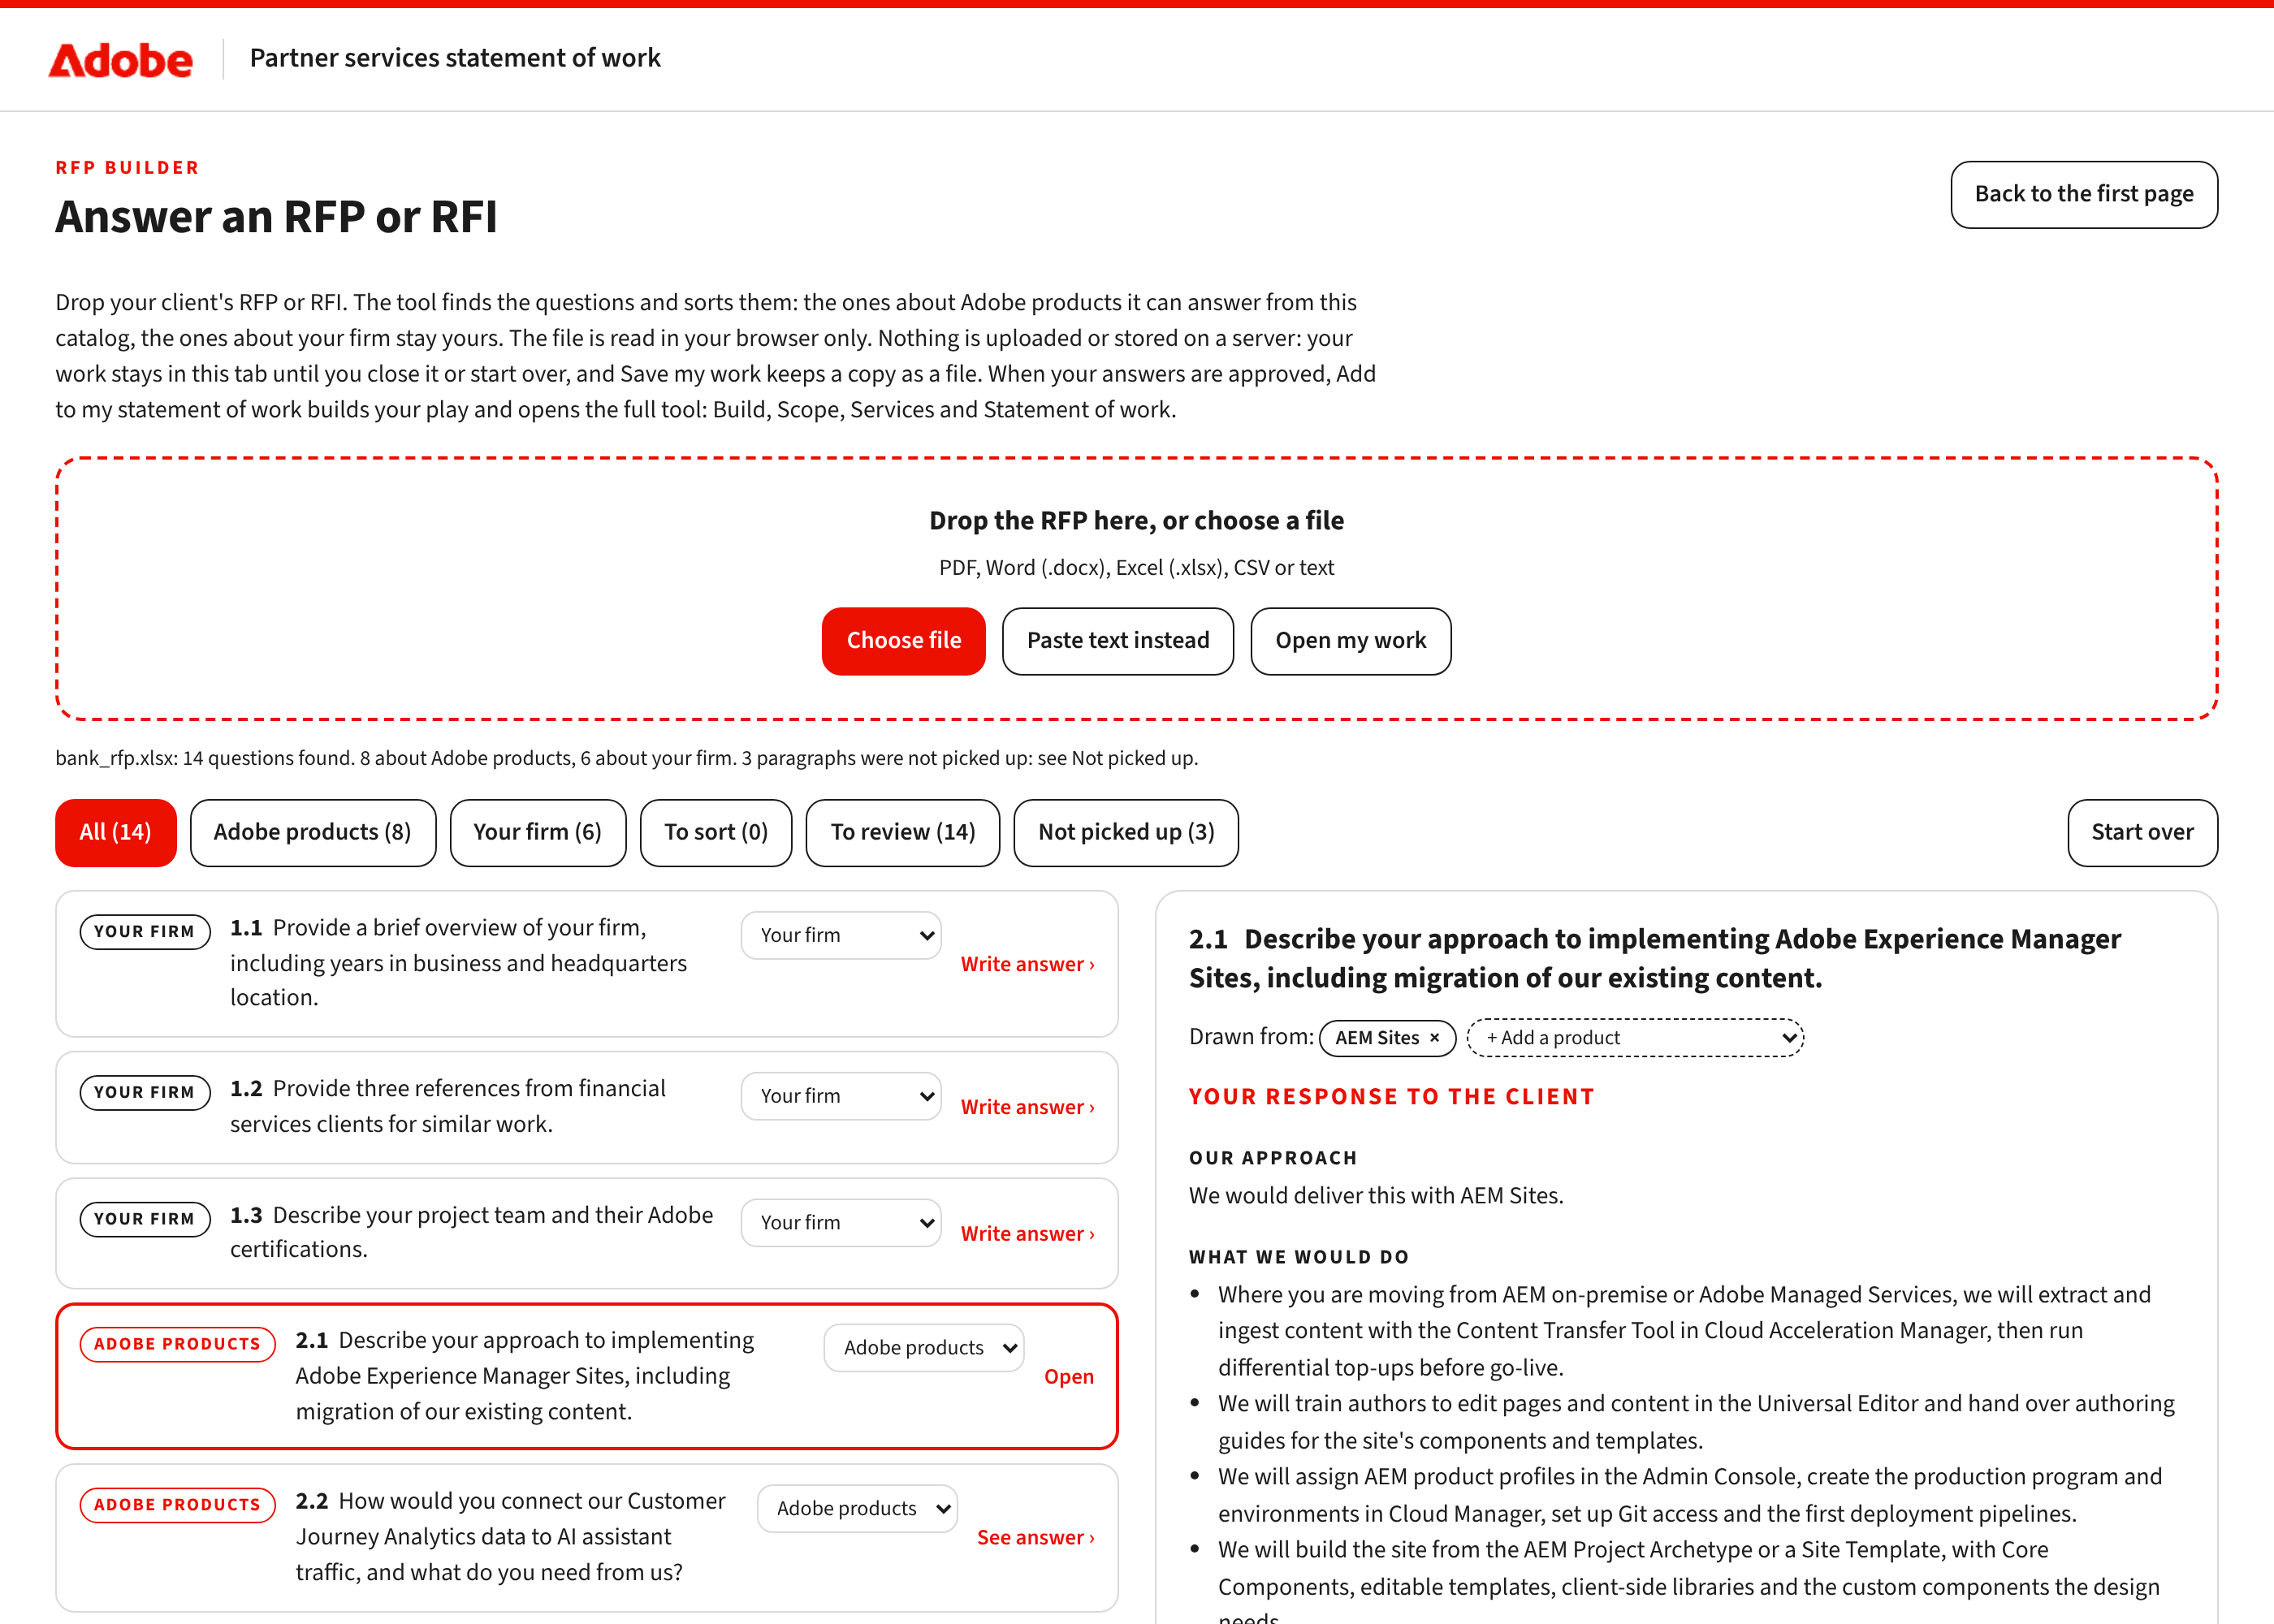 Adobe
Partner services statement of work
RFP BUILDER
Answer an RFP or RFI
Back to the first page
Drop your client's RFP or RFI. The tool finds the questions and sorts them: the ones about Adobe products it can answer from this
catalog, the ones about your firm stay yours. The file is read in your browser only. Nothing is uploaded or stored on a server: your
work stays in this tab until you close it or start over, and Save my work keeps a copy as a file. When your answers are approved, Add
to my statement of work builds your play and opens the full tool: Build, Scope, Services and Statement of work.
Drop the RFP here, or choose a file
PDF, Word (.docx), Excel (.xlsx), CSV or text
Choose file
Paste text instead
Open my work
bank_rfp.xlsx: 14 questions found. 8 about Adobe products, 6 about your firm. 3 paragraphs were not picked up: see Not picked up.
All (14)
Adobe products (8)
Your firm (6)
To sort (0)
To review (14)
Not picked up (3)
Start over
YOUR FIRM
1.1 Provide a brief overview of your firm,
including years in business and headquarters
location.
Your firm
Write answer ›
YOUR FIRM
1.2 Provide three references from financial
services clients for similar work.
Your firm
Write answer ›
YOUR FIRM
1.3 Describe your project team and their Adobe
certifications.
Your firm
Write answer ›
ADOBE PRODUCTS
2.1 Describe your approach to implementing
Adobe Experience Manager Sites, including
migration of our existing content.
Adobe products
Open
ADOBE PRODUCTS
2.2 How would you connect our Customer
Journey Analytics data to AI assistant
traffic, and what do you need from us?
Adobe products
See answer ›
2.1 Describe your approach to implementing Adobe Experience Manager
Sites, including migration of our existing content.
Drawn from: AEM Sites × + Add a product
YOUR RESPONSE TO THE CLIENT
OUR APPROACH
We would deliver this with AEM Sites.
WHAT WE WOULD DO
• Where you are moving from AEM on-premise or Adobe Managed Services, we will extract and
ingest content with the Content Transfer Tool in Cloud Acceleration Manager, then run
differential top-ups before go-live.
• We will train authors to edit pages and content in the Universal Editor and hand over authoring
guides for the site's components and templates.
• We will assign AEM product profiles in the Admin Console, create the production program and
environments in Cloud Manager, set up Git access and the first deployment pipelines.
• We will build the site from the AEM Project Archetype or a Site Template, with Core
Components, editable templates, client-side libraries and the custom components the design
needs.